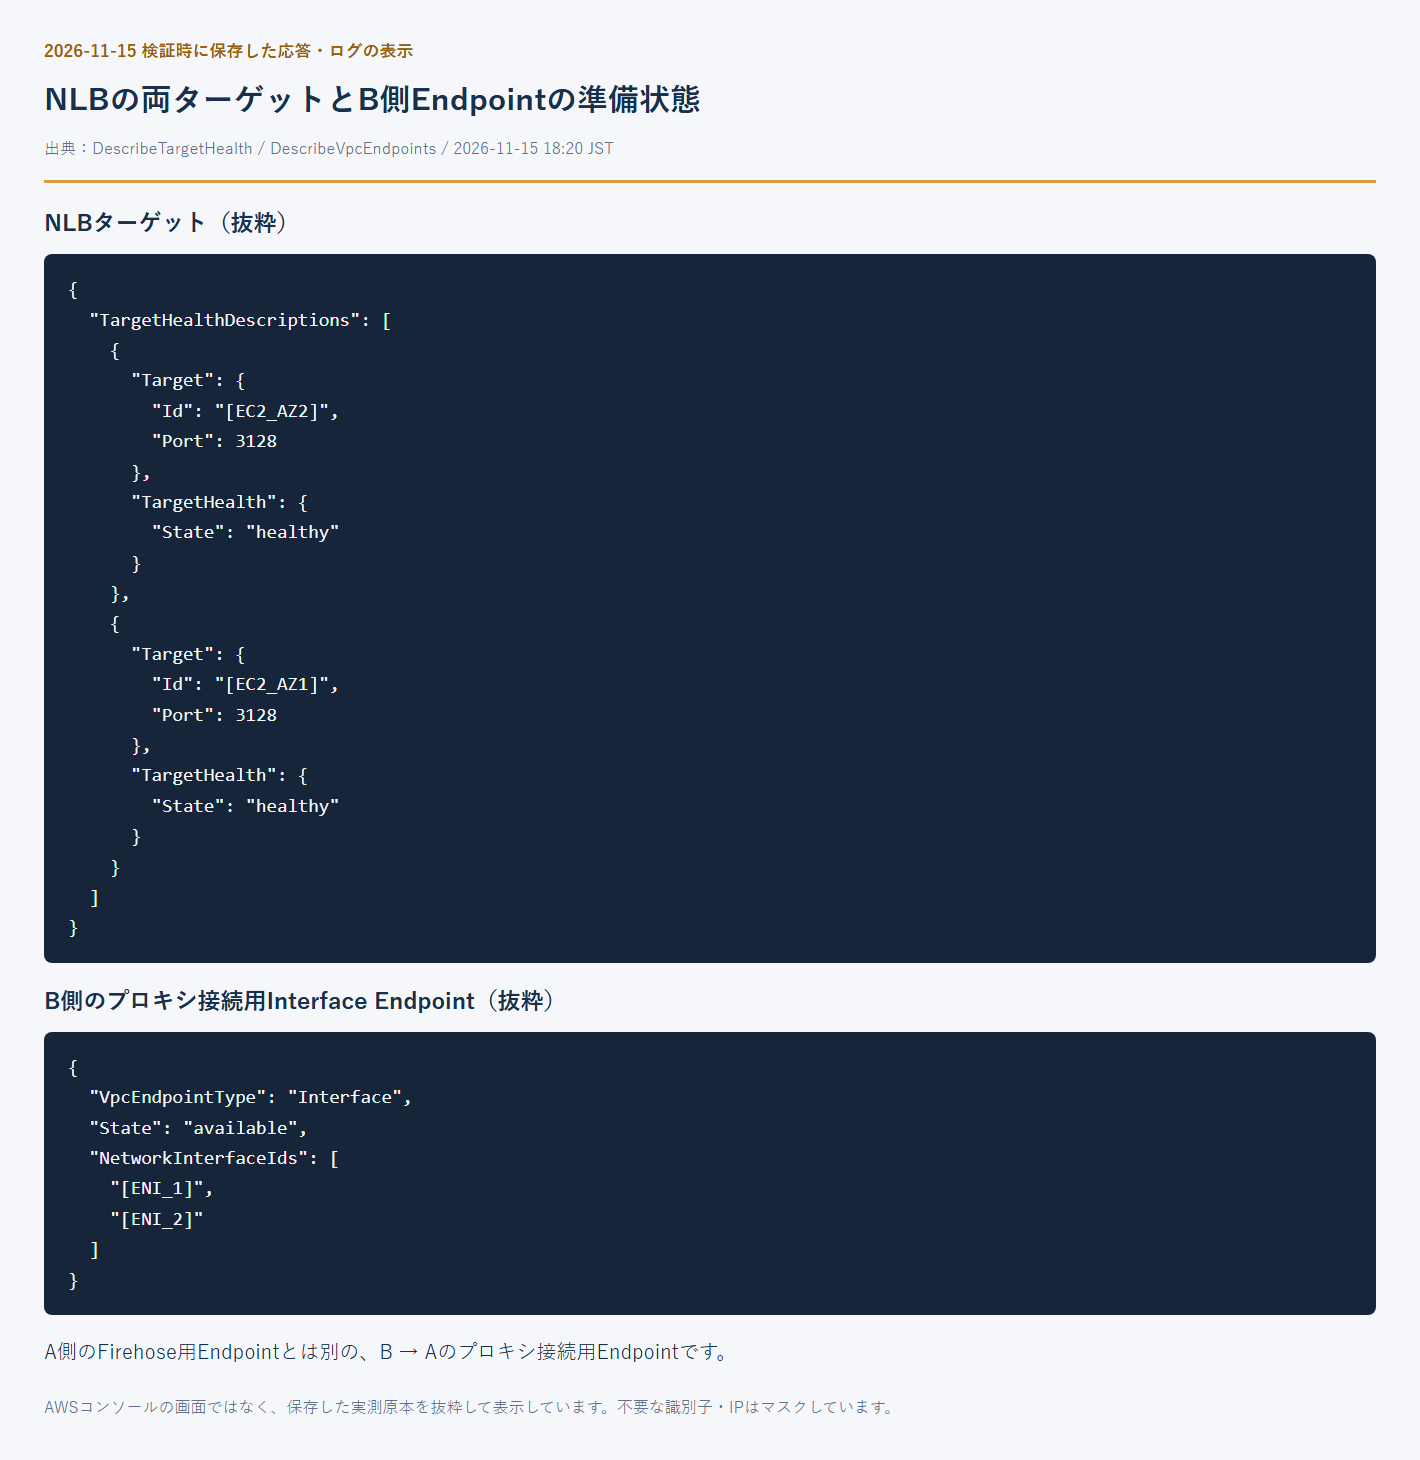 2026-11-15 検証時に保存した応答・ログの表示
NLBの両ターゲットとB側Endpointの準備状態
出典：DescribeTargetHealth / DescribeVpcEndpoints / 2026-11-15 18:20 JST
NLBターゲット（抜粋）
{
  "TargetHealthDescriptions": [
    {
      "Target": {
        "Id": "[EC2_AZ2]",
        "Port": 3128
      },
      "TargetHealth": {
        "State": "healthy"
      }
    },
    {
      "Target": {
        "Id": "[EC2_AZ1]",
        "Port": 3128
      },
      "TargetHealth": {
        "State": "healthy"
      }
    }
  ]
}
B側のプロキシ接続用Interface Endpoint（抜粋）
{
  "VpcEndpointType": "Interface",
  "State": "available",
  "NetworkInterfaceIds": [
    "[ENI_1]",
    "[ENI_2]"
  ]
}
A側のFirehose用Endpointとは別の、B → Aのプロキシ接続用Endpointです。
AWSコンソールの画面ではなく、保存した実測原本を抜粋して表示しています。不要な識別子・IPはマスクしています。